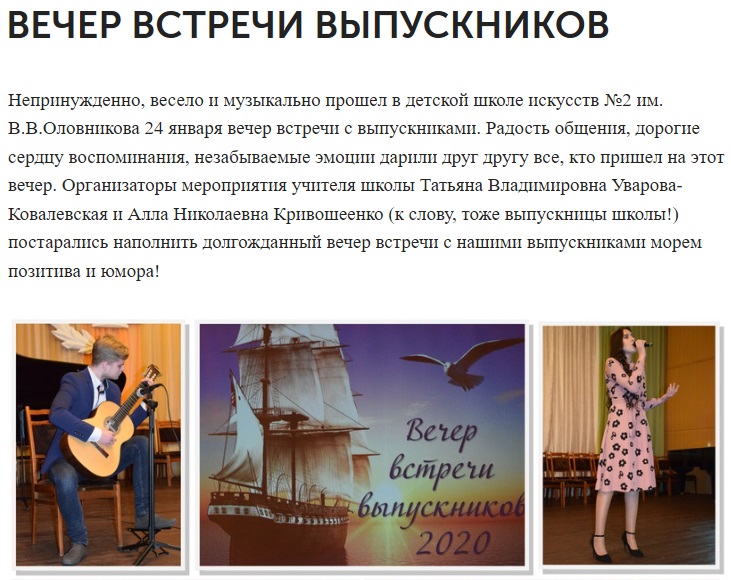 ВЕЧЕР ВСТРЕЧИ ВЫПУСКНИКОВ
Непринужденно, весело и музыкально прошел в детской школе искусств №2 им.
В.В.Оловникова 24 января вечер встречи с выпускниками. Радость общения, дорогие
сердцу воспоминания, незабываемые эмоции дарили друг другу все, кто пришел на этот
вечер. Организаторы мероприятия учителя школы Татьяна Владимировна Уварова-
Ковалевская и Алла Николаевна Кривошеенко (к слову, тоже выпускницы школы!)
постарались наполнить долгожданный вечер встречи с нашими выпускниками морем
позитива и юмора!
Вечер
встречи
выпускников
2020